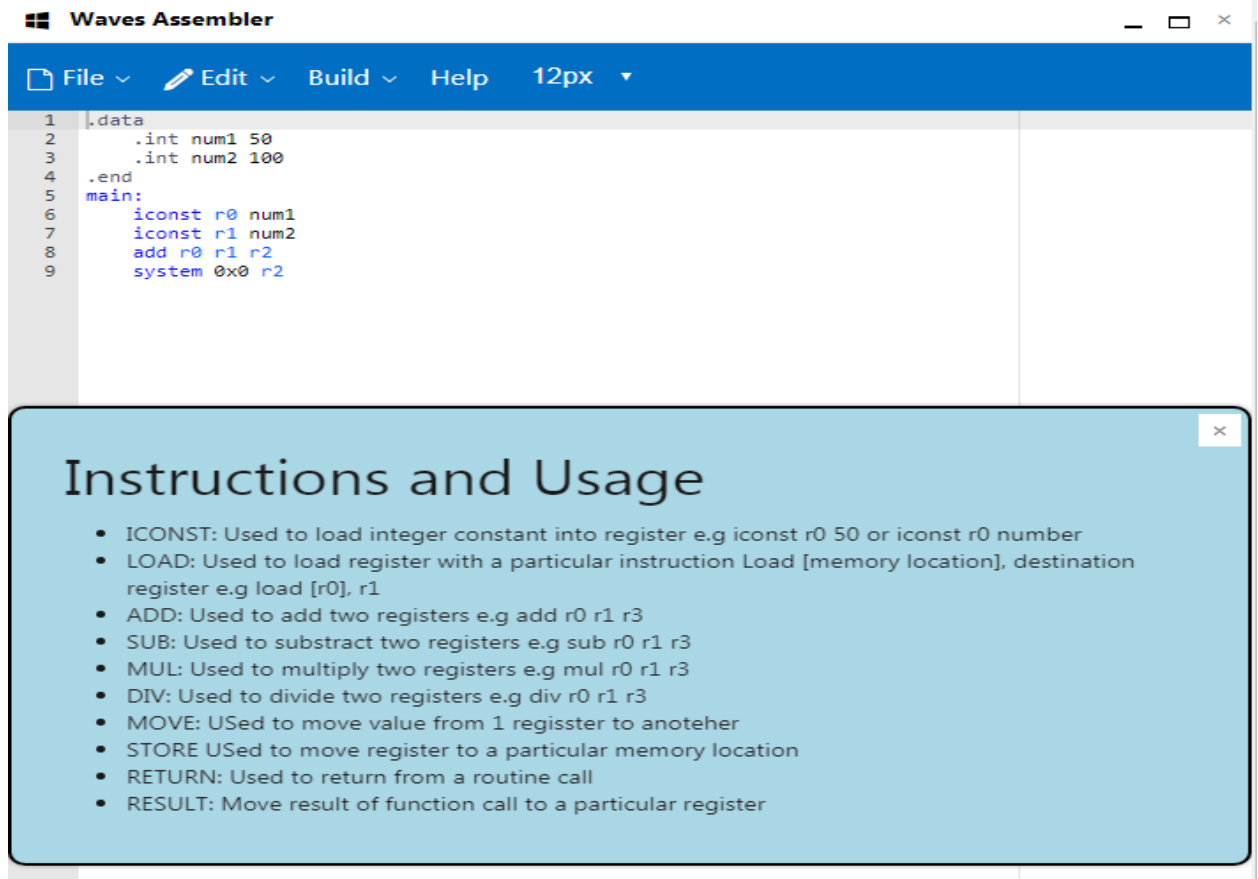 Waves Assembler
File Edit Build Help 12px
1 .data
2 .int num1 50
3 .int num2 100
4 .end
5 main:
6 iconst r0 num1
7 iconst r1 num2
8 add r0 r1 r2
9 system 0x0 r2
Instructions and Usage
• ICONST: Used to load integer constant into register e.g iconst r0 50 or iconst r0 number
• LOAD: Used to load register with a particular instruction Load [memory location], destination
register e.g load [r0], r1
• ADD: Used to add two registers e.g add r0 r1 r3
• SUB: Used to substract two registers e.g sub r0 r1 r3
• MUL: Used to multiply two registers e.g mul r0 r1 r3
• DIV: Used to divide two registers e.g div r0 r1 r3
• MOVE: USed to move value from 1 regisster to anoteher
• STORE USed to move register to a particular memory location
• RETURN: Used to return from a routine call
• RESULT: Move result of function call to a particular register